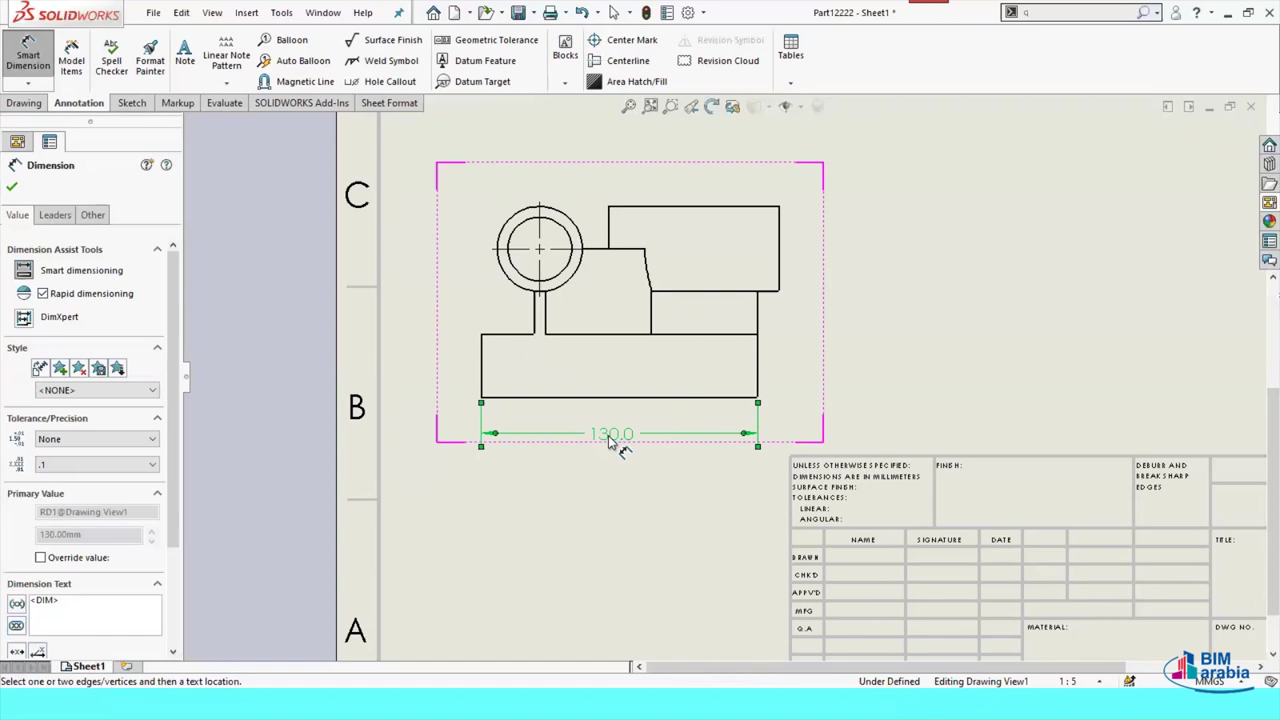 SOLIDWORKS
File Edit View Insert Tools Window Help
Part12222 - Sheet1 *
q
Smart Dimension
Model Items
Spell Checker
Format Painter
Note
Linear Note Pattern
Balloon
Auto Balloon
Magnetic Line
Surface Finish
Weld Symbol
Hole Callout
Geometric Tolerance
Datum Feature
Datum Target
Blocks
Center Mark
Centerline
Area Hatch/Fill
Revision Symbol
Revision Cloud
Tables
Drawing Annotation Sketch Markup Evaluate SOLIDWORKS Add-Ins Sheet Format
Dimension
Value Leaders Other
Dimension Assist Tools
Smart dimensioning
Rapid dimensioning
DimXpert
Style
<NONE>
Tolerance/Precision
None
.1
Primary Value
RD1@Drawing View1
130.00mm
Override value:
Dimension Text
<DIM>
C
B
A
130.0
UNLESS OTHERWISE SPECIFIED:
DIMENSIONS ARE IN MILLIMETERS
SURFACE FINISH:
TOLERANCES:
LINEAR:
ANGULAR:
FINISH:
DEBURR AND
BREAK SHARP
EDGES
NAME SIGNATURE DATE
TITLE:
DRAWN
CHK'D
APPV'D
MFG
Q.A
MATERIAL:
DWG NO.
Sheet1
Select one or two edges/vertices and then a text location.
Under Defined
Editing Drawing View1
1 : 5
MMGS
BIM
arabia